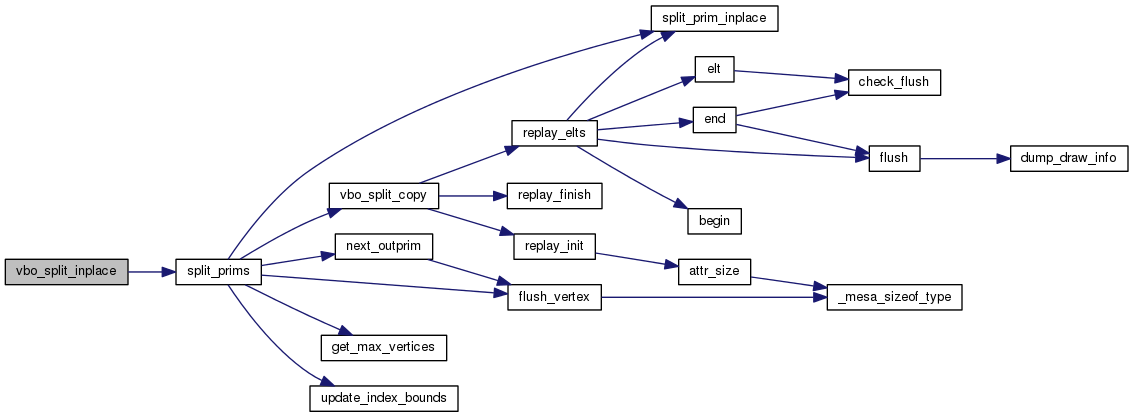 split_prim_inplace
elt
check_flush
end
replay_elts
flush
dump_draw_info
vbo_split_copy
replay_finish
begin
next_outprim
replay_init
vbo_split_inplace
split_prims
attr_size
flush_vertex
_mesa_sizeof_type
get_max_vertices
update_index_bounds